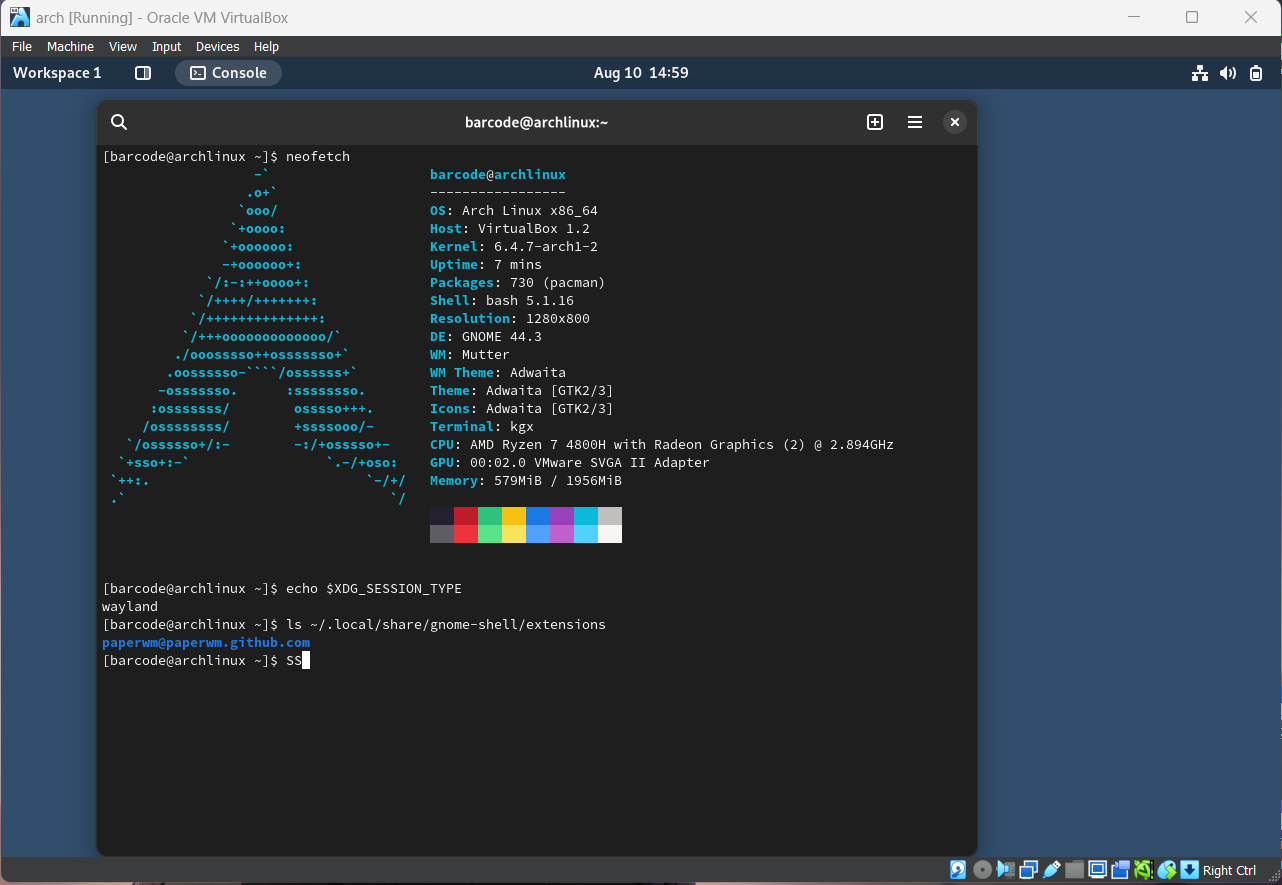 arch [Running] - Oracle VM VirtualBox
File Machine View Input Devices Help
Workspace 1 Console Aug 10 14:59
barcode@archlinux:~
[barcode@archlinux ~]$ neofetch
-`
.o+`
`ooo/
`+oooo:
`+oooooo:
-+oooooo+:
`/:-:++oooo+:
`/++++/+++++++:
`/++++++++++++++:
`/+++ooooooooooooo/`
./ooosssso++osssssso+`
.oossssso-````/ossssss+`
-osssssso. :ssssssso.
:osssssss/ osssso+++.
/ossssssss/ +ssssooo/-
`/ossssso+/:- -:/+osssso+-
`+sso+:-` `.-/+oso:
`++:. `-/+/
.` `/
barcode@archlinux
-----------------
OS: Arch Linux x86_64
Host: VirtualBox 1.2
Kernel: 6.4.7-arch1-2
Uptime: 7 mins
Packages: 730 (pacman)
Shell: bash 5.1.16
Resolution: 1280x800
DE: GNOME 44.3
WM: Mutter
WM Theme: Adwaita
Theme: Adwaita [GTK2/3]
Icons: Adwaita [GTK2/3]
Terminal: kgx
CPU: AMD Ryzen 7 4800H with Radeon Graphics (2) @ 2.894GHz
GPU: 00:02.0 VMware SVGA II Adapter
Memory: 579MiB / 1956MiB
[barcode@archlinux ~]$ echo $XDG_SESSION_TYPE
wayland
[barcode@archlinux ~]$ ls ~/.local/share/gnome-shell/extensions
paperwm@paperwm.github.com
[barcode@archlinux ~]$ SS
Right Ctrl